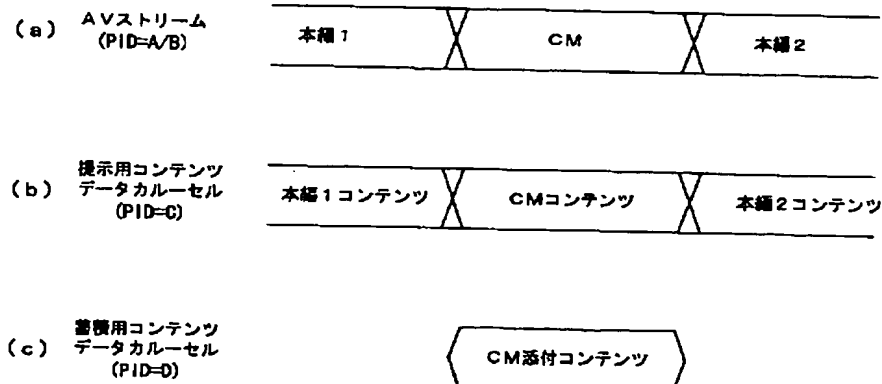 (a) AVストリーム
(PID=A/B)
本編1 CM 本編2
(b) 提示用コンテンツ
データカルーセル
(PID=C)
本編1コンテンツ CMコンテンツ 本編2コンテンツ
(c) 蓄積用コンテンツ
データカルーセル
(PID=D)
CM添付コンテンツ